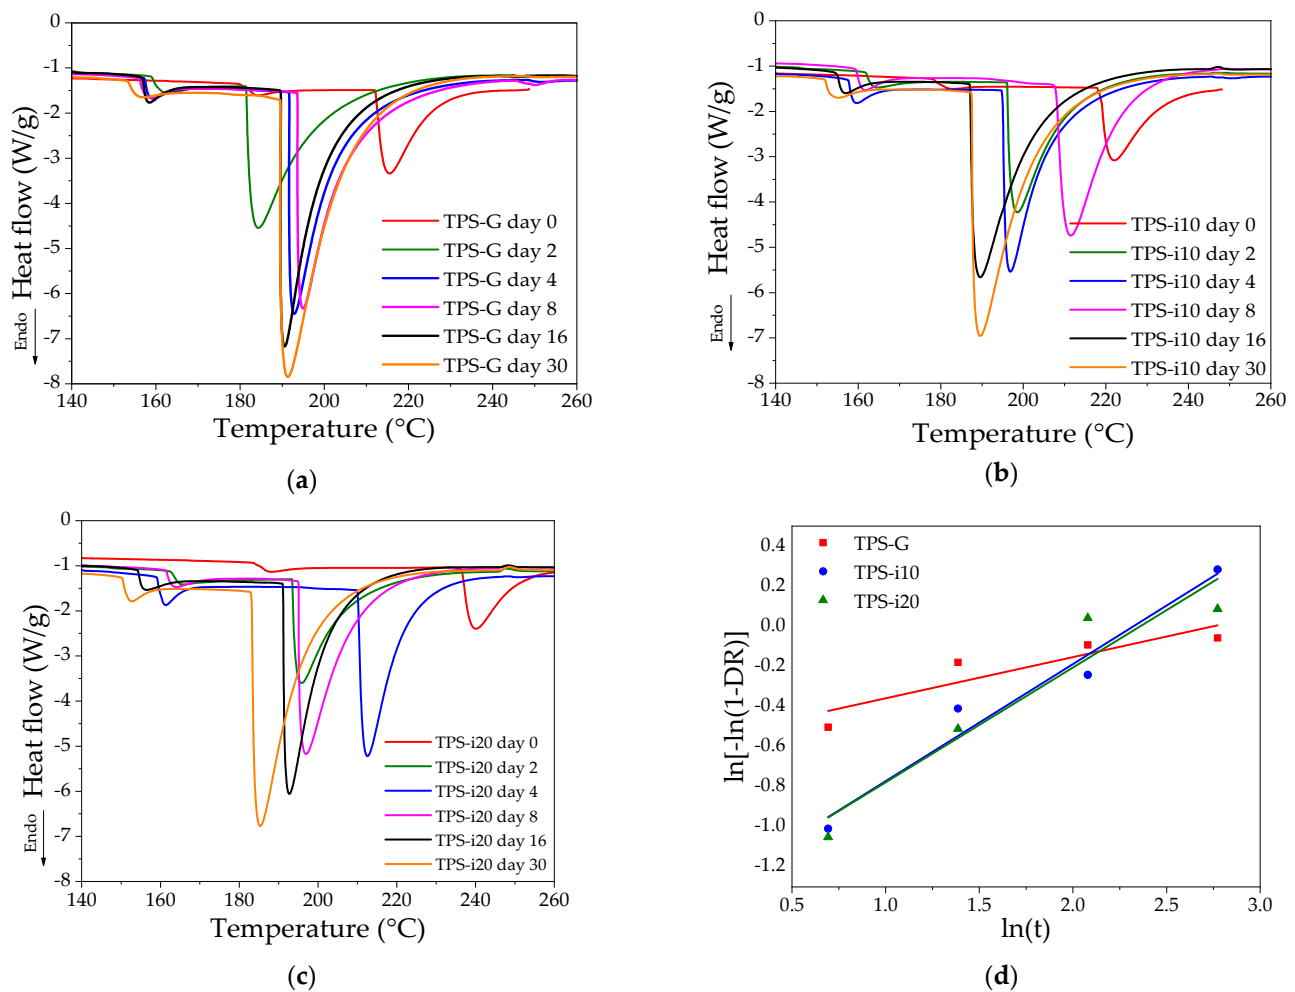 0
-1
-2
-3
-4
-5
-6
-7
-8
Endo Heat flow (W/g)
TPS-G day 0
TPS-G day 2
TPS-G day 4
TPS-G day 8
TPS-G day 16
TPS-G day 30
140 160 180 200 220 240 260
Temperature (°C)
(a)
0
-1
-2
-3
-4
-5
-6
-7
-8
Endo Heat flow (W/g)
TPS-i10 day 0
TPS-i10 day 2
TPS-i10 day 4
TPS-i10 day 8
TPS-i10 day 16
TPS-i10 day 30
140 160 180 200 220 240 260
Temperature (°C)
(b)
0
-1
-2
-3
-4
-5
-6
-7
-8
Endo Heat flow (W/g)
TPS-i20 day 0
TPS-i20 day 2
TPS-i20 day 4
TPS-i20 day 8
TPS-i20 day 16
TPS-i20 day 30
140 160 180 200 220 240 260
Temperature (°C)
(c)
0.4
0.2
0.0
-0.2
-0.4
-0.6
-0.8
-1.0
-1.2
ln[-ln(1-DR)]
TPS-G
TPS-i10
TPS-i20
0.5 1.0 1.5 2.0 2.5 3.0
ln(t)
(d)